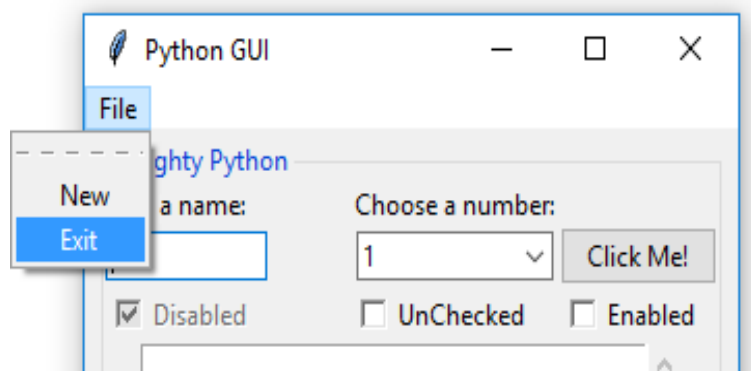 Python GUI
File
ghty Python
New
a name:
Choose a number:
Exit
1
Click Me!
Disabled
UnChecked
Enabled